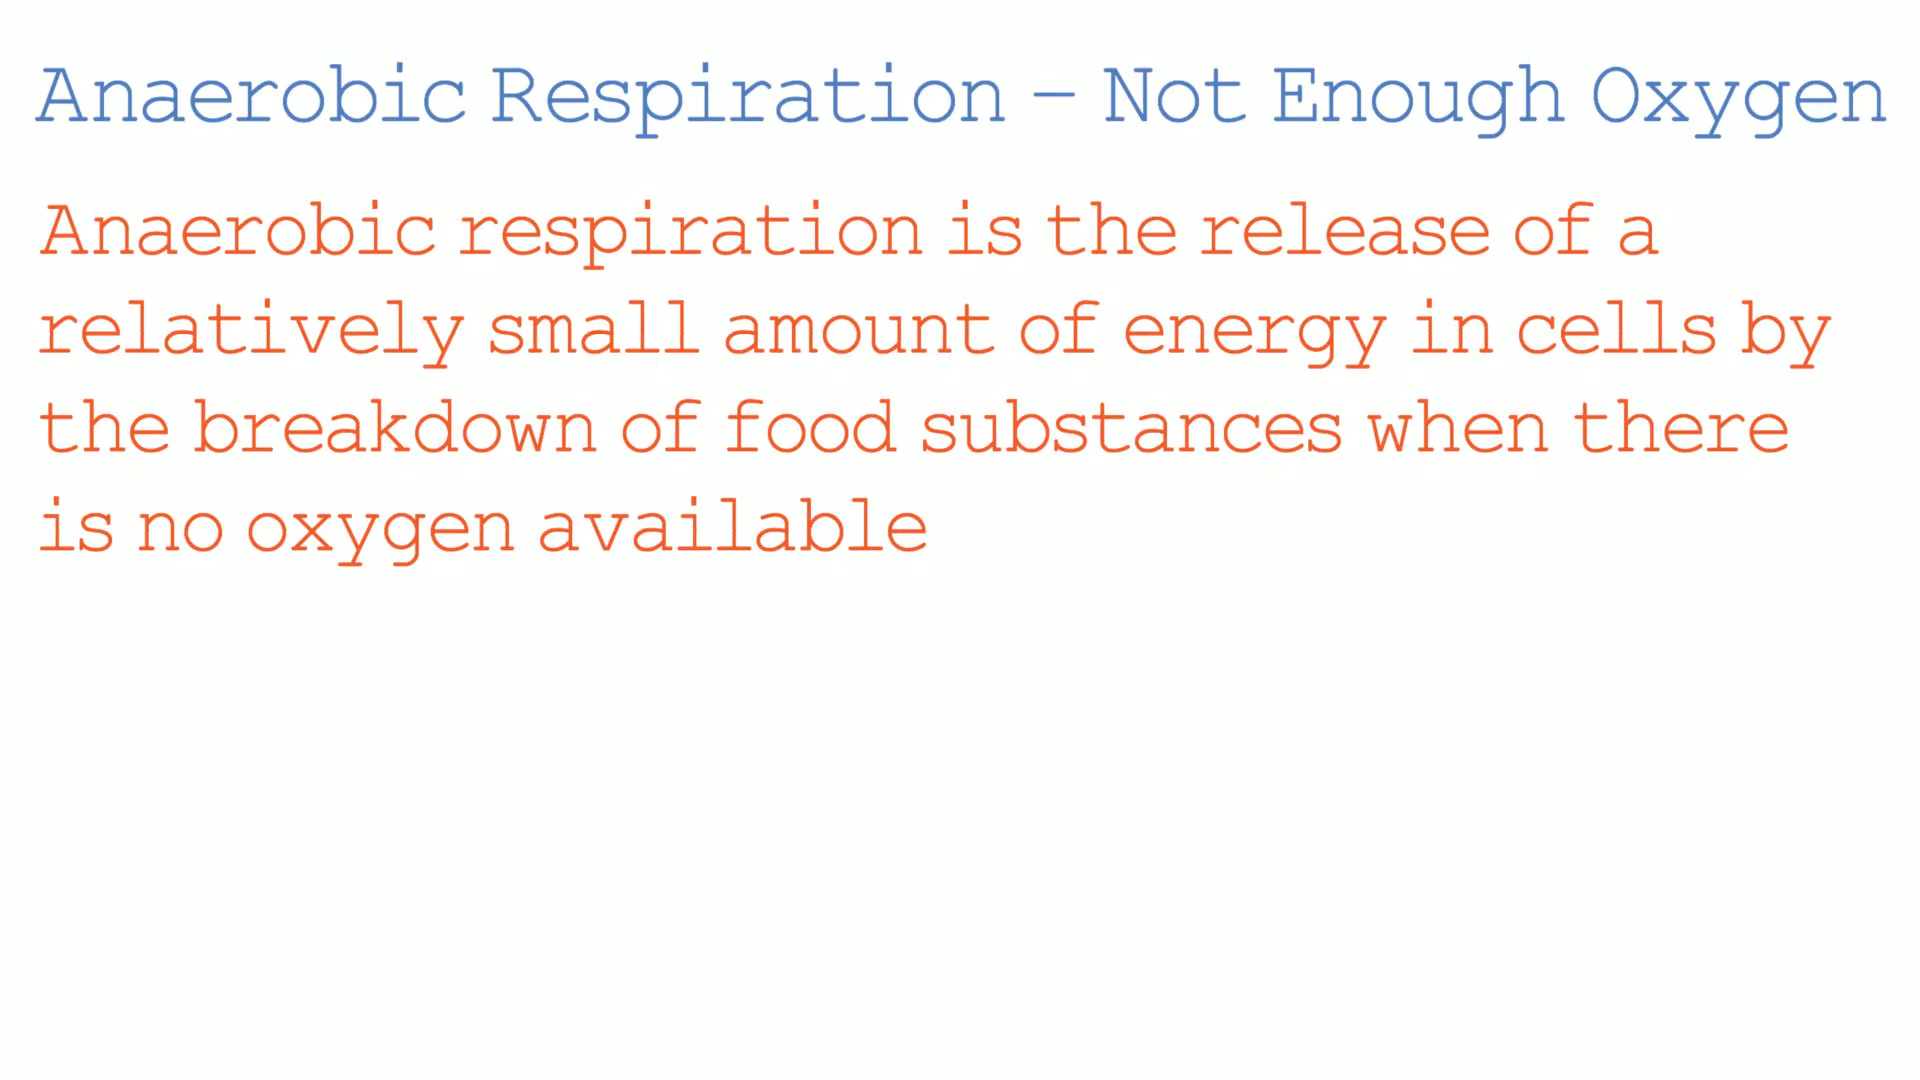 Anaerobic Respiration – Not Enough Oxygen
Anaerobic respiration is the release of a
relatively small amount of energy in cells by
the breakdown of food substances when there
is no oxygen available